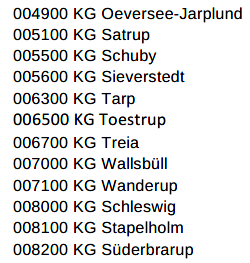 004900 KG Oeversee-Jarplund
005100 KG Satrup
005500 KG Schuby
005600 KG Sieverstedt
006300 KG Tarp
006500 KG Toestrup
006700 KG Treia
007000 KG Wallsbüll
007100 KG Wanderup
008000 KG Schleswig
008100 KG Stapelholm
008200 KG Süderbrarup